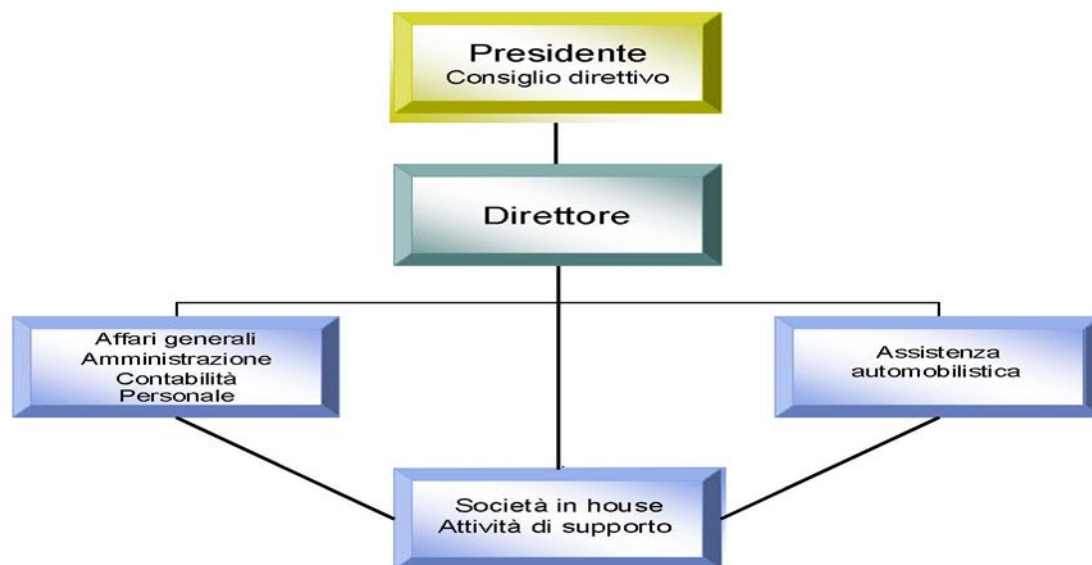 Presidente
Consiglio direttivo
Direttore
Affari generali
Amministrazione
Contabilità
Personale
Assistenza
automobilistica
Società in house
Attività di supporto